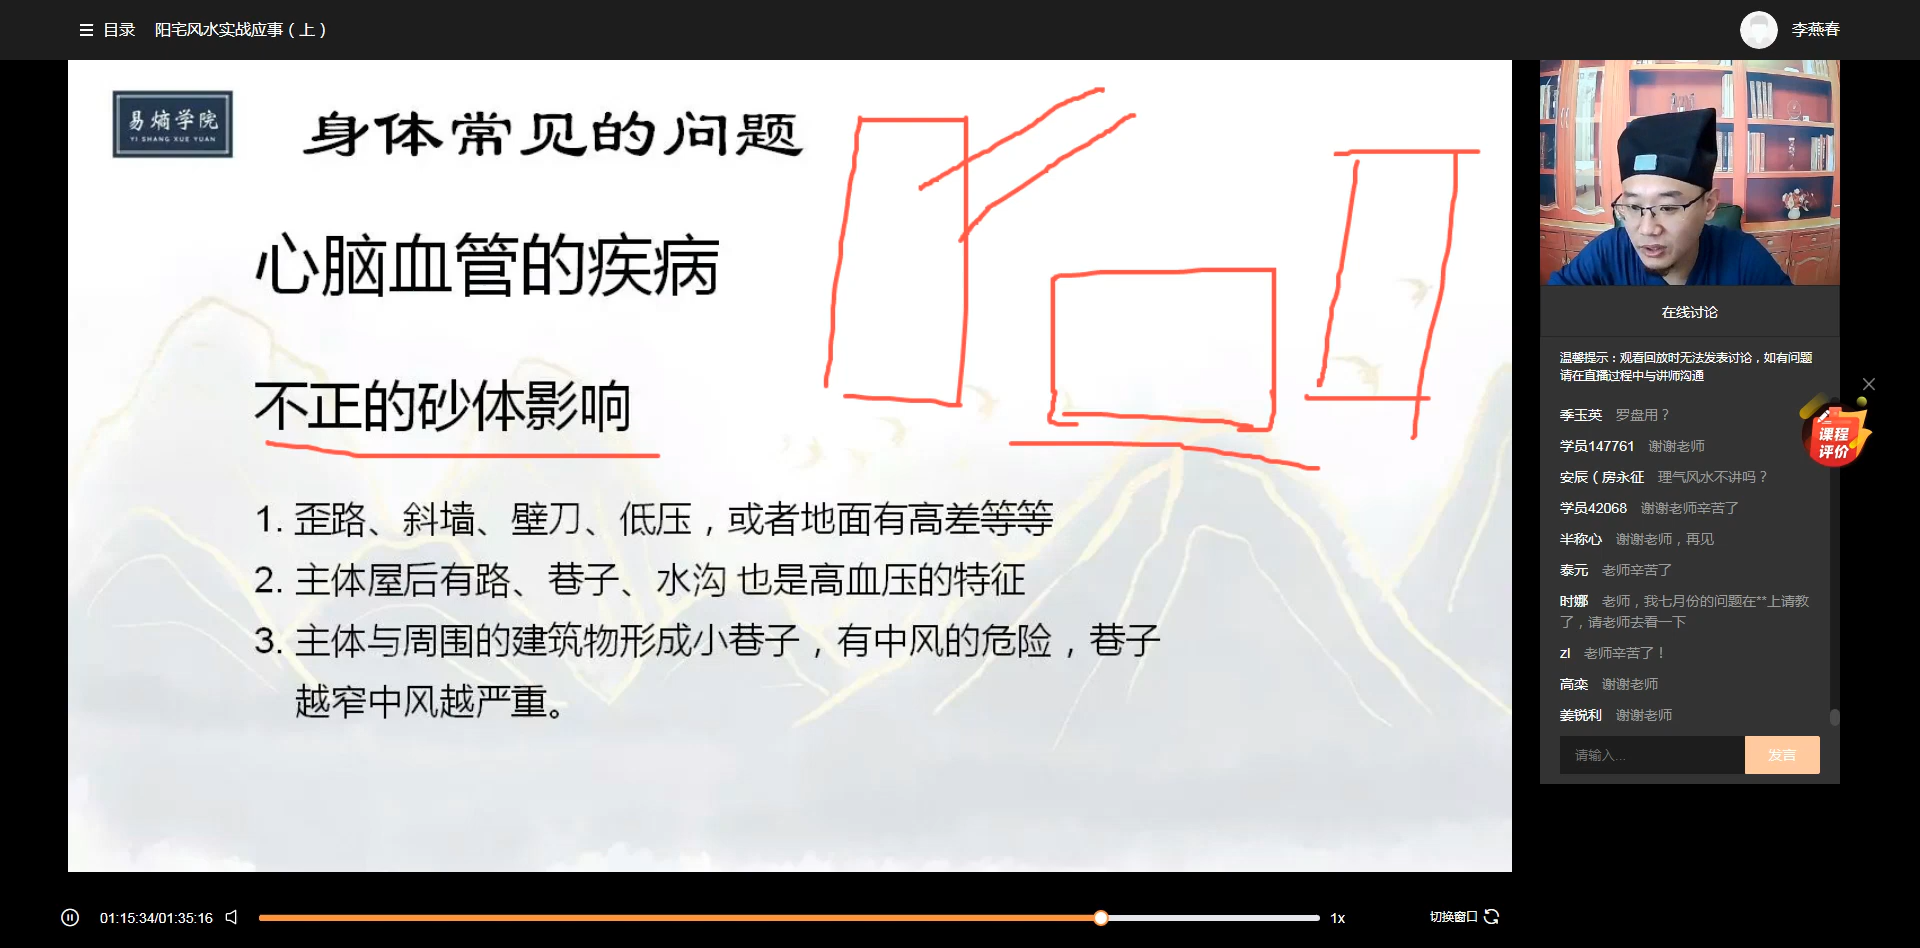 目录 阳宅风水实战应事（上）
李燕春
易熵学院
YI SHANG XUE YUAN
身体常见的问题
心脑血管的疾病
不正的砂体影响
1. 歪路、斜墙、壁刀、低压，或者地面有高差等等
2. 主体屋后有路、巷子、水沟 也是高血压的特征
3. 主体与周围的建筑物形成小巷子，有中风的危险，巷子
越窄中风越严重。
在线讨论
温馨提示：观看回放时无法发表讨论，如有问题
请在直播过程中与讲师沟通
季玉英 罗盘用？
学员147761 谢谢老师
安辰（房永征 理气风水不讲吗？
学员42068 谢谢老师辛苦了
半称心 谢谢老师，再见
泰元 老师辛苦了
时娜 老师，我七月份的问题在**上请教
了，请老师去看一下
zl 老师辛苦了！
高栾 谢谢老师
姜锐利 谢谢老师
课程
评价
请输入...
发言
01:15:34/01:35:16
1x
切换窗口